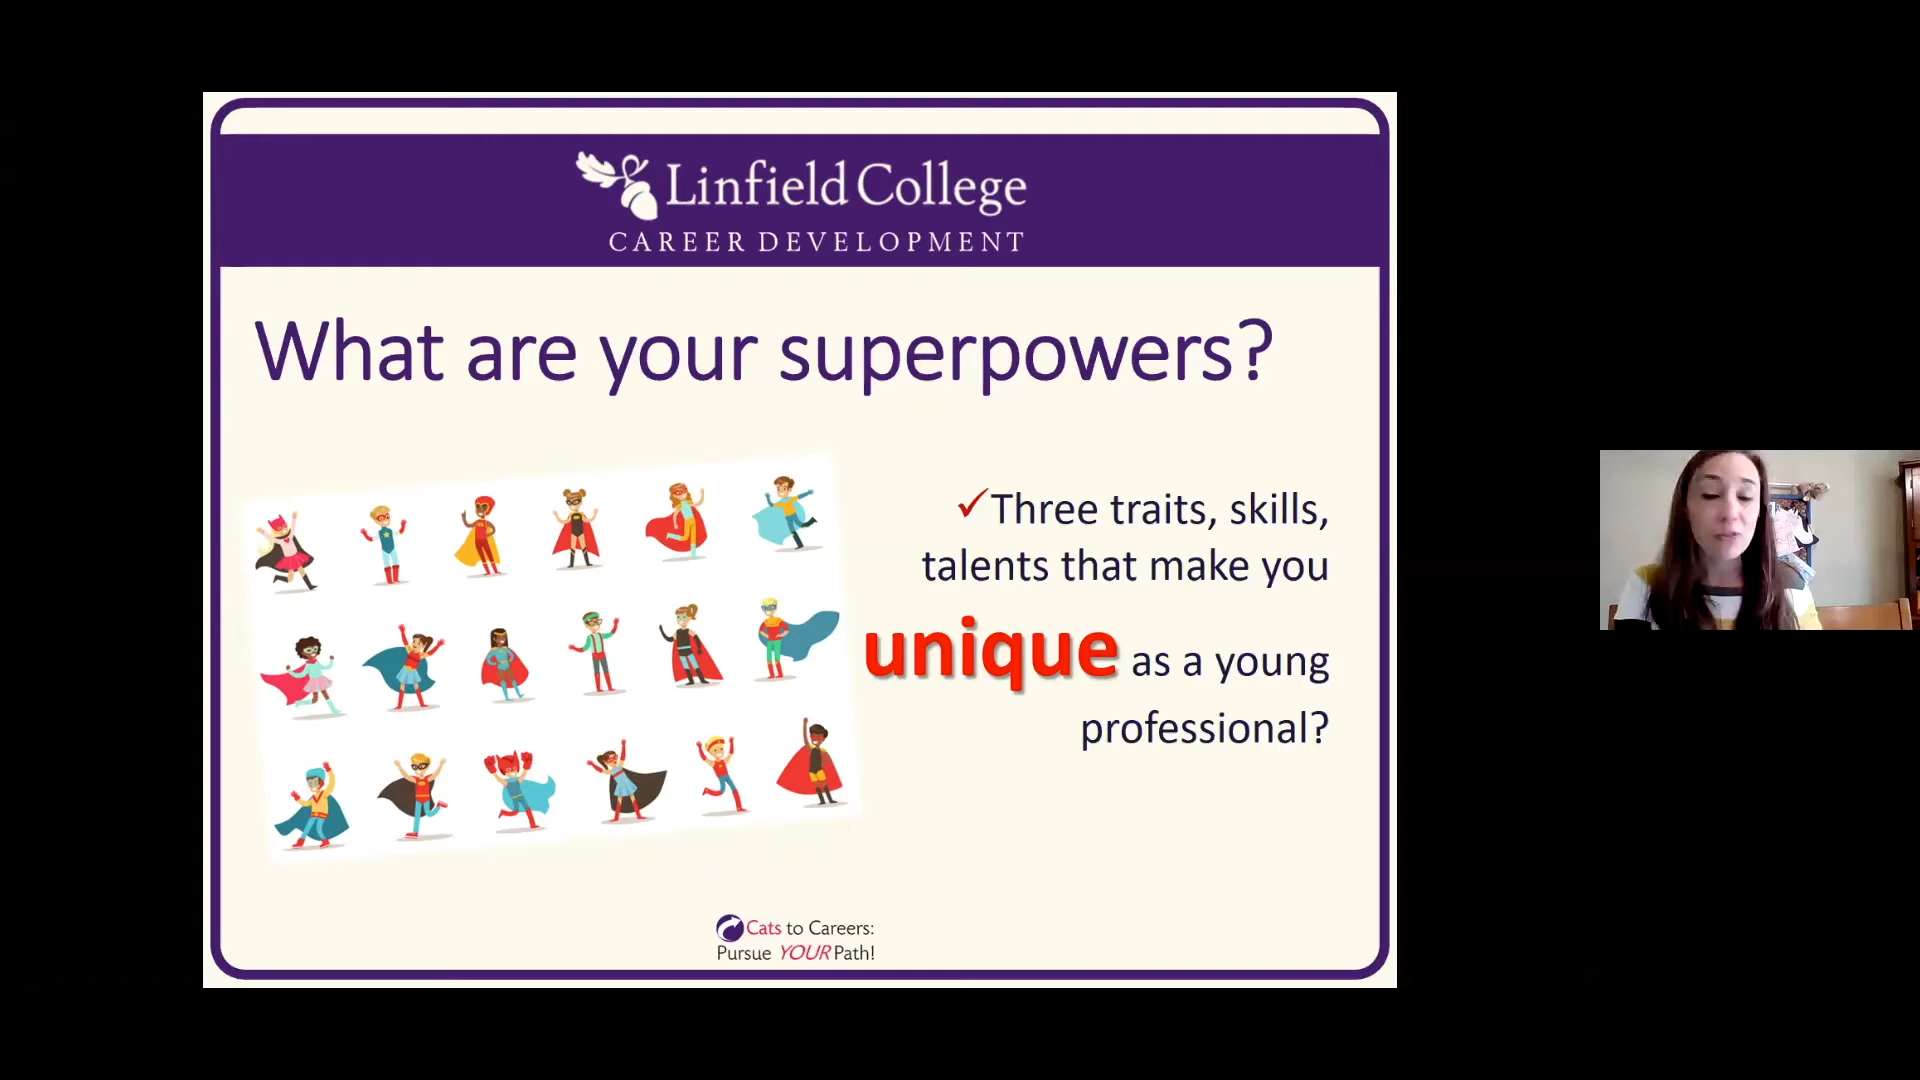 Linfield College
CAREER DEVELOPMENT
What are your superpowers?
✓Three traits, skills,
talents that make you
unique as a young
professional?
Cats to Careers:
Pursue YOUR Path!